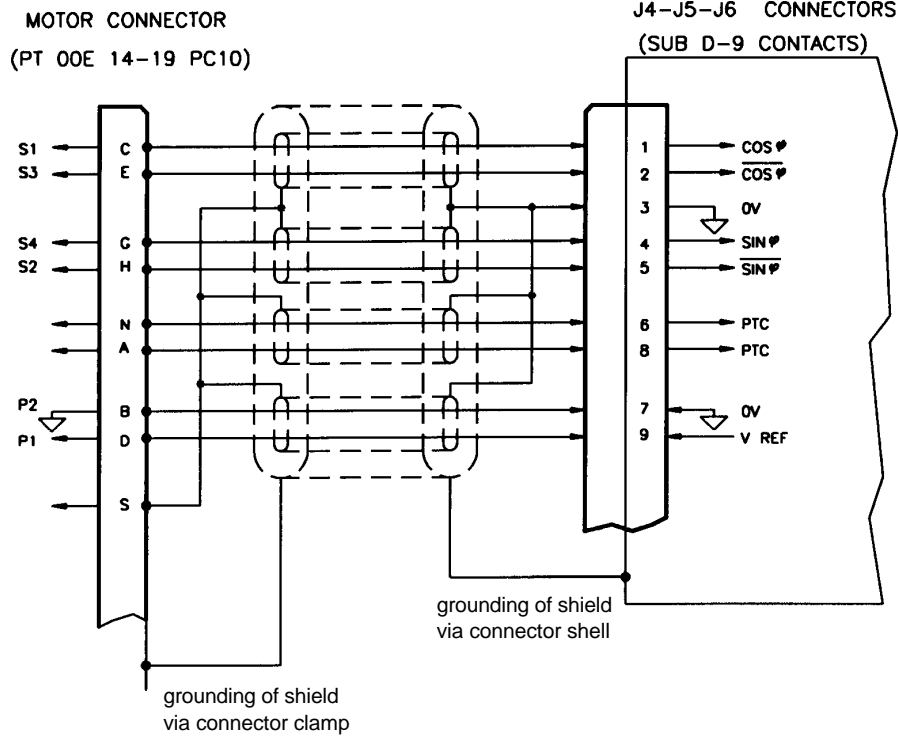 MOTOR CONNECTOR
(PT 00E 14-19 PC10)
J4-J5-J6 CONNECTORS
(SUB D-9 CONTACTS)
S1 C 1 COS φ
S3 E 2 COS φ
3 0V
S4 G 4 SIN φ
S2 H 5 SIN φ
N 6 PTC
A 8 PTC
P2 B 7 0V
P1 D 9 V REF
S
grounding of shield
via connector shell
grounding of shield
via connector clamp